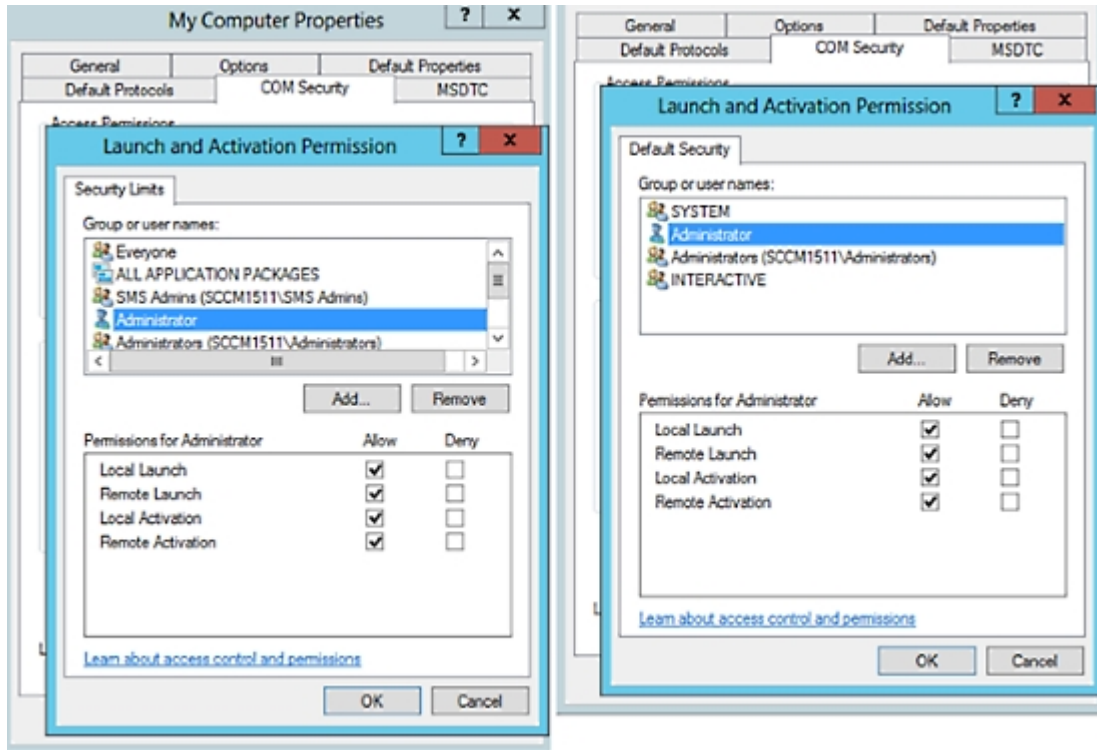 My Computer Properties
? x
General Options Default Properties
Default Protocols COM Security MSDTC
Access Permissions
Launch and Activation Permission
? x
Security Limits
Group or user names:
Everyone
ALL APPLICATION PACKAGES
SMS Admins (SCCM1511\SMS Admins)
Administrator
Administrators (SCCM1511\Administrators)
Add... Remove
Permissions for Administrator Allow Deny
Local Launch
Remote Launch
Local Activation
Remote Activation
Learn about access control and permissions
OK Cancel
General Options Default Properties
Default Protocols COM Security MSDTC
Access Permissions
Launch and Activation Permission
? x
Default Security
Group or user names:
SYSTEM
Administrator
Administrators (SCCM1511\Administrators)
INTERACTIVE
Add... Remove
Permissions for Administrator Allow Deny
Local Launch
Remote Launch
Local Activation
Remote Activation
Learn about access control and permissions
OK Cancel